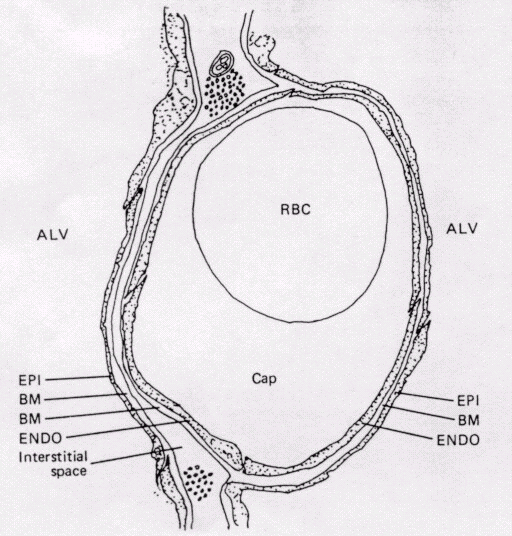 RBC
ALV
ALV
Cap
EPI
BM
BM
ENDO
Interstitial
space
EPI
BM
ENDO